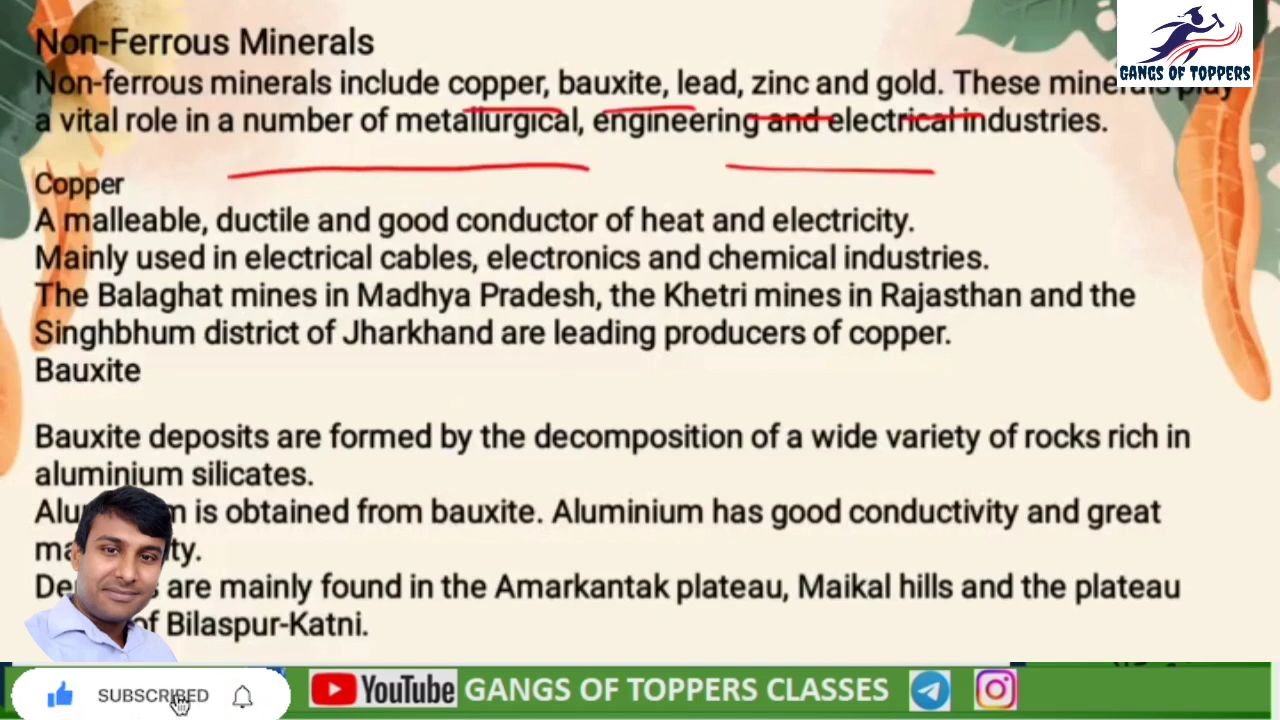 Non-Ferrous Minerals
GANGS OF TOPPERS
Non-ferrous minerals include copper, bauxite, lead, zinc and gold. These minerals play
a vital role in a number of metallurgical, engineering and electrical industries.
Copper
A malleable, ductile and good conductor of heat and electricity.
Mainly used in electrical cables, electronics and chemical industries.
The Balaghat mines in Madhya Pradesh, the Khetri mines in Rajasthan and the
Singhbhum district of Jharkhand are leading producers of copper.
Bauxite
Bauxite deposits are formed by the decomposition of a wide variety of rocks rich in
aluminium silicates.
is obtained from bauxite. Aluminium has good conductivity and great
are mainly found in the Amarkantak plateau, Maikal hills and the plateau
of Bilaspur-Katni.
SUBSCRIBED
YouTube GANGS OF TOPPERS CLASSES